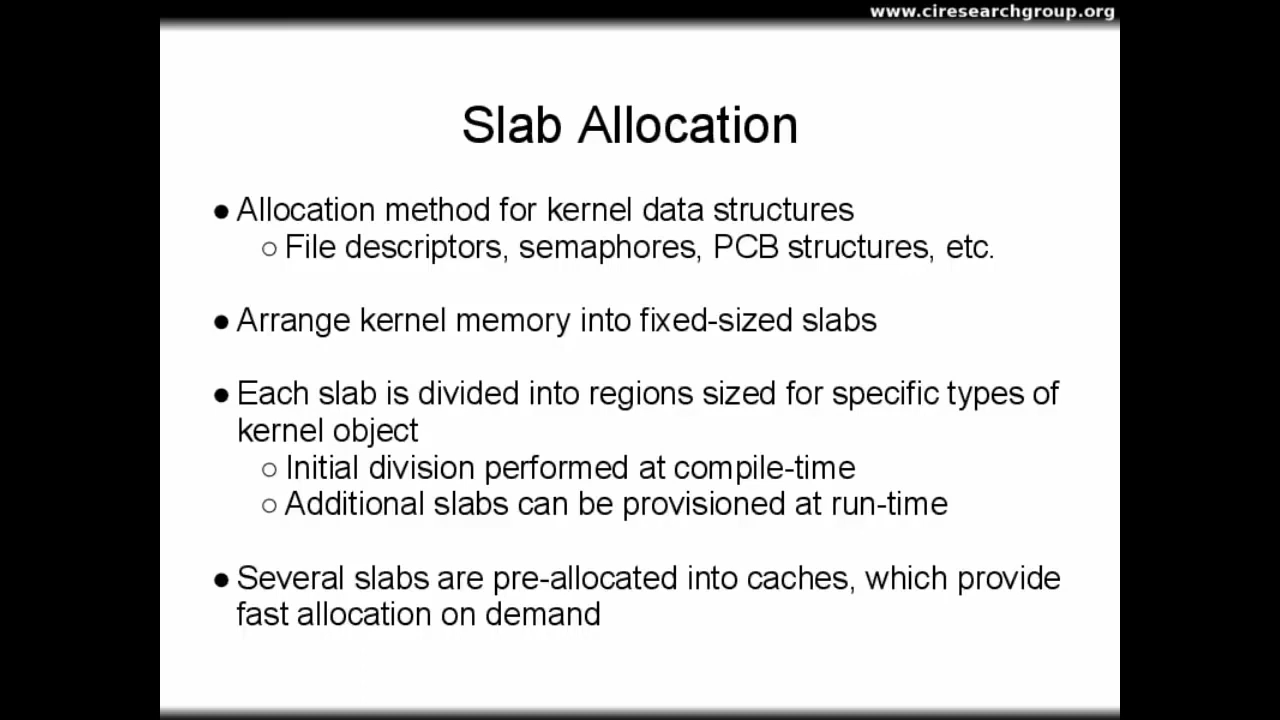 www.ciresearchgroup.org
Slab Allocation
● Allocation method for kernel data structures
○ File descriptors, semaphores, PCB structures, etc.
● Arrange kernel memory into fixed-sized slabs
● Each slab is divided into regions sized for specific types of
kernel object
○ Initial division performed at compile-time
○ Additional slabs can be provisioned at run-time
● Several slabs are pre-allocated into caches, which provide
fast allocation on demand